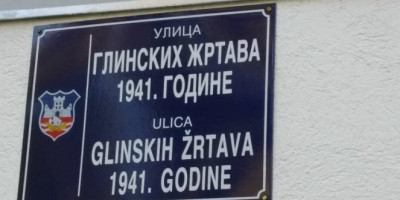 УЛИЦА
ГЛИНСКИХ ЖРТАВА
1941. ГОДИНЕ
ULICA
GLINSKIH ŽRTAVA
1941. GODINE